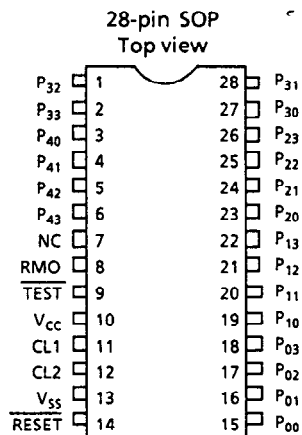 28-pin SOP
Top view
P32 1 28 P31
P33 2 27 P30
P40 3 26 P23
P41 4 25 P22
P42 5 24 P21
P43 6 23 P20
NC 7 22 P13
RMO 8 21 P12
TEST 9 20 P11
VCC 10 19 P10
CL1 11 18 P03
CL2 12 17 P02
VSS 13 16 P01
RESET 14 15 P00